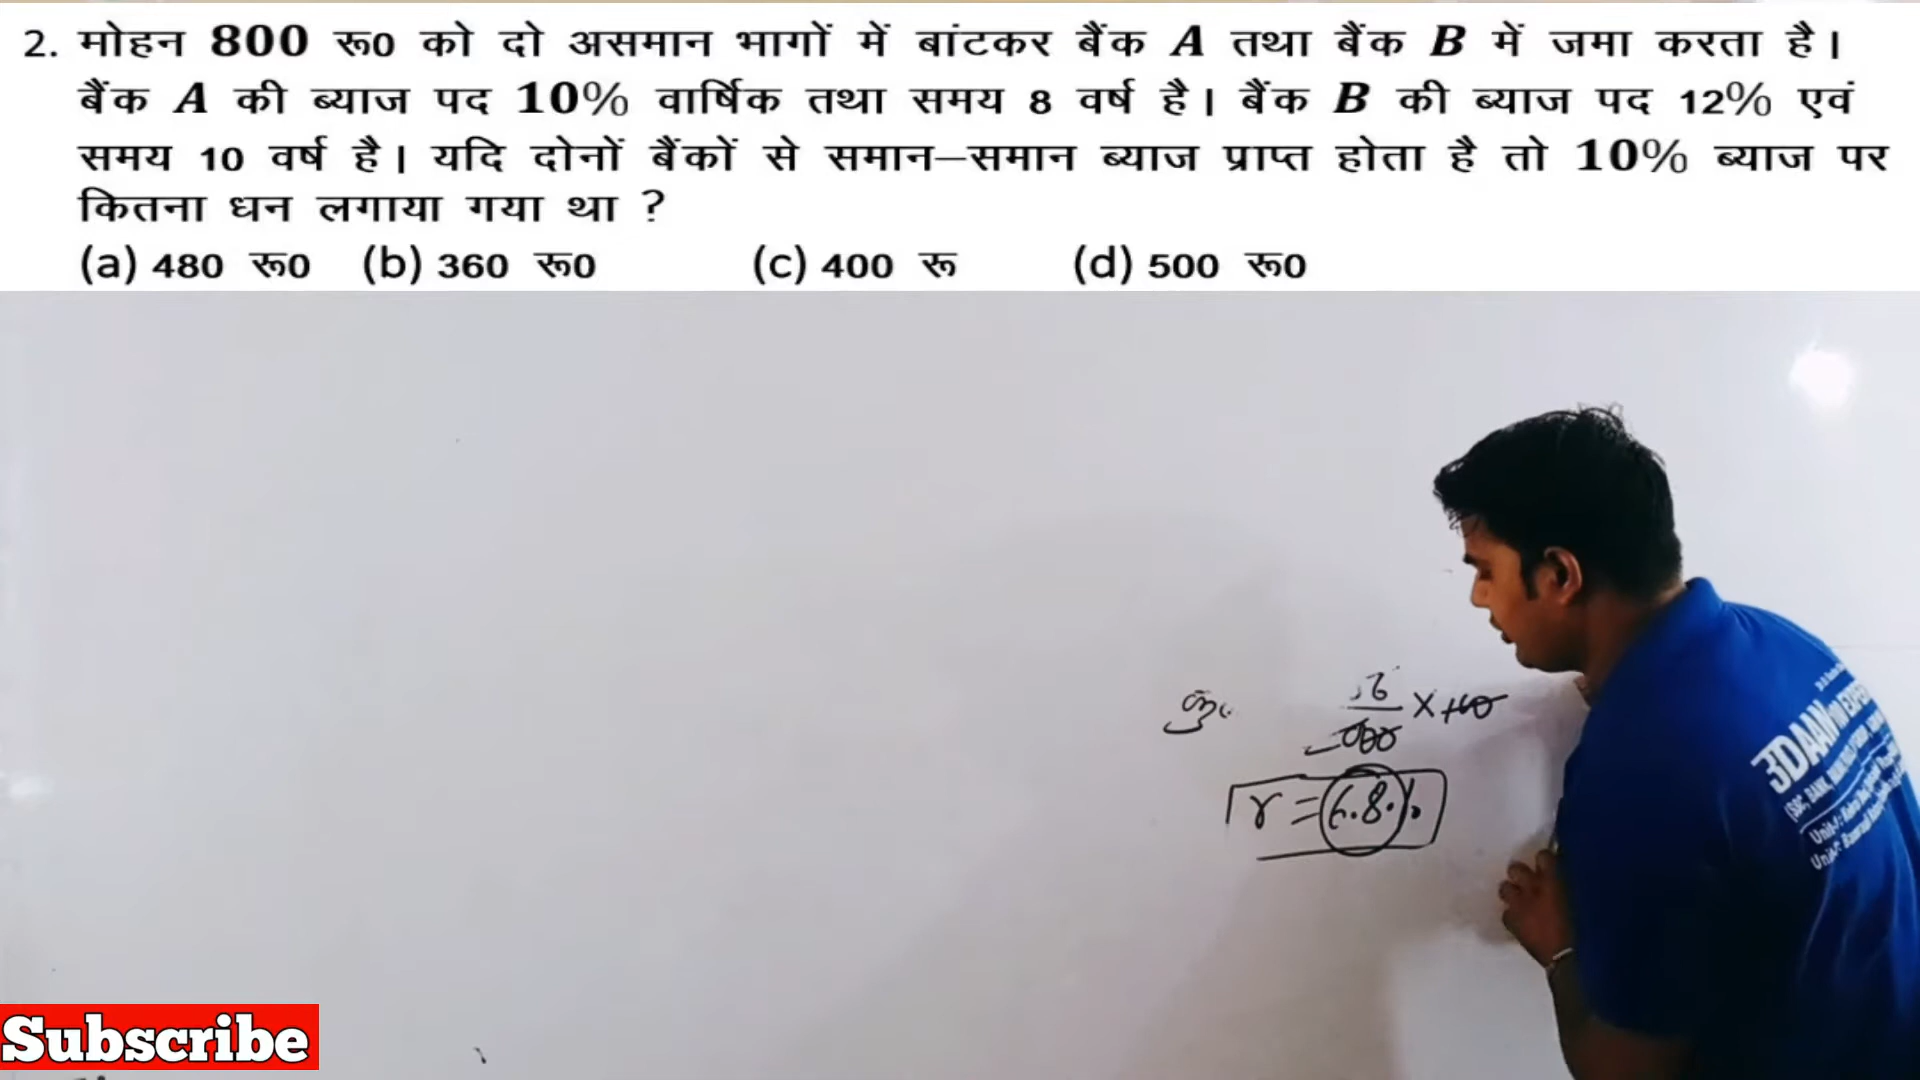 2. मोहन 800 रू0 को दो असमान भागों में बांटकर बैंक A तथा बैंक B में जमा करता है।
बैंक A की ब्याज पद 10% वार्षिक तथा समय 8 वर्ष है। बैंक B की ब्याज पद 12% एवं
समय 10 वर्ष है। यदि दोनों बैंकों से समान–समान ब्याज प्राप्त होता है तो 10% ब्याज पर
कितना धन लगाया गया था ?
(a) 480 रू0 (b) 360 रू0 (c) 400 रू (d) 500 रू0
r = 6.8%
Subscribe